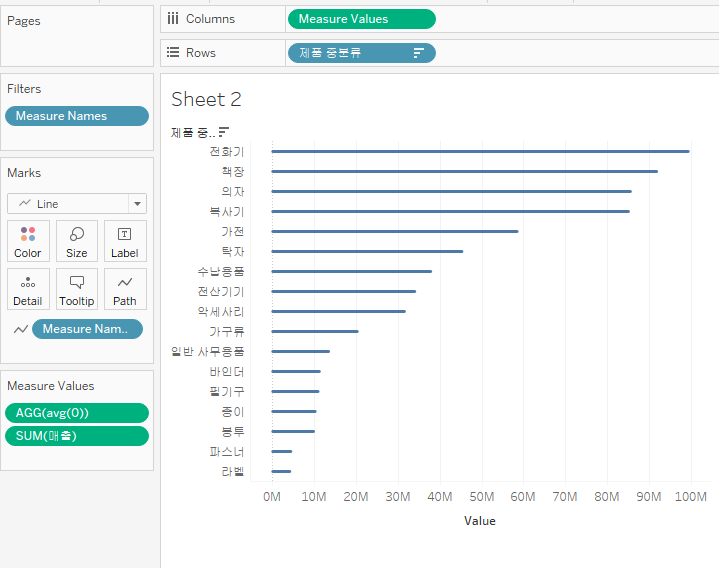 Pages
Columns
Measure Values
Rows
제품 중분류
Filters
Measure Names
Marks
Line
Color
Size
Label
Detail
Tooltip
Path
Measure Nam..
Measure Values
AGG(avg(0))
SUM(매출)
Sheet 2
제품 중..
전화기
책장
의자
복사기
가전
탁자
수납용품
전산기기
악세사리
가구류
일반 사무용품
바인더
필기구
종이
봉투
파스너
라벨
0M 10M 20M 30M 40M 50M 60M 70M 80M 90M 100M
Value